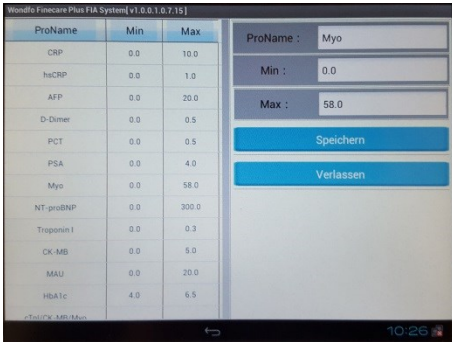 Wondfo Finecare Plus FIA System[ v1.0.0.1.0.7.15 ]
ProName Min Max
CRP 0.0 10.0
hsCRP 0.0 1.0
AFP 0.0 20.0
D-Dimer 0.0 0.5
PCT 0.0 0.5
PSA 0.0 4.0
Myo 0.0 58.0
NT-proBNP 0.0 300.0
Troponin I 0.0 0.3
CK-MB 0.0 5.0
MAU 0.0 20.0
HbA1c 4.0 6.5
cTnI/CK-MB/Myo
ProName : Myo
Min : 0.0
Max : 58.0
Speichern
Verlassen
10:26